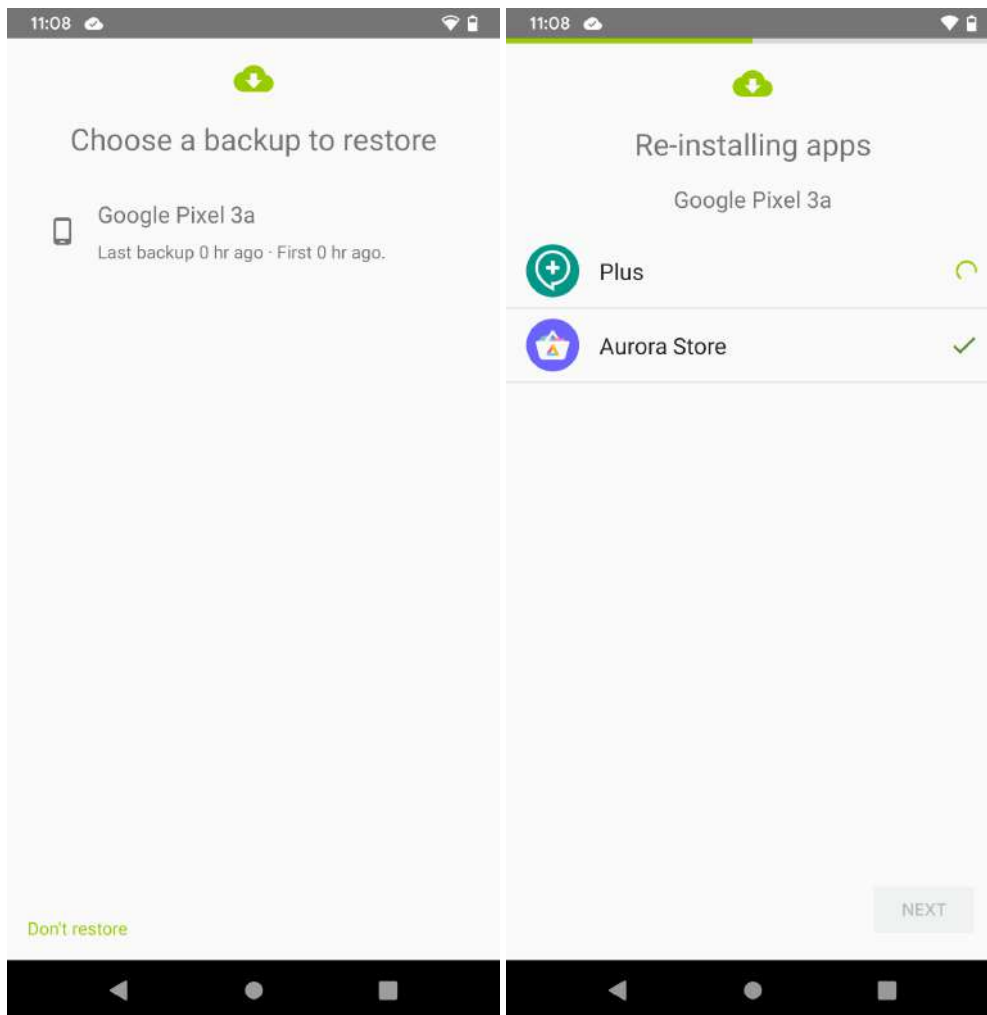 11:08
Choose a backup to restore
Google Pixel 3a
Last backup 0 hr ago · First 0 hr ago.
Don't restore
11:08
Re-installing apps
Google Pixel 3a
Plus
Aurora Store
NEXT